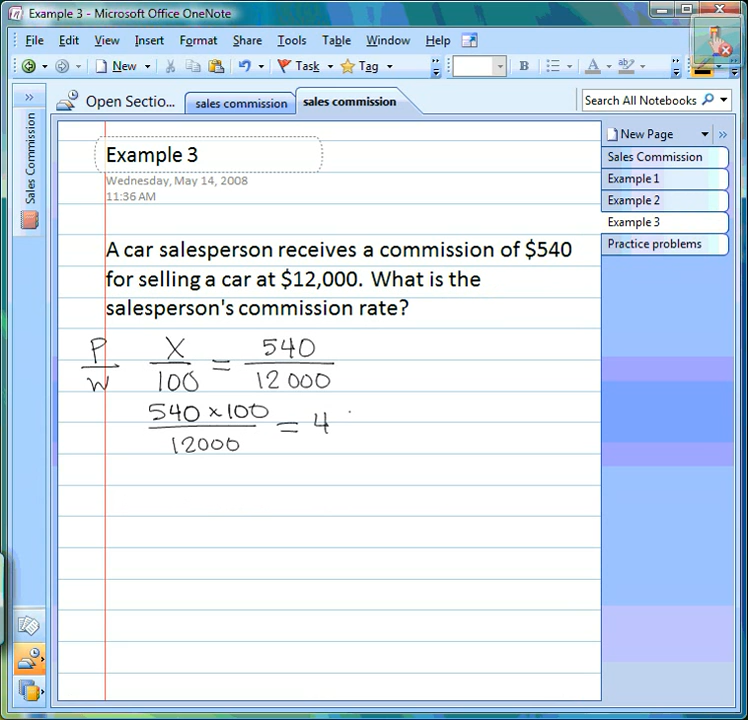 Example 3 - Microsoft Office OneNote
File Edit View Insert Format Share Tools Table Window Help
New Task Tag B A ab
Open Sectio... sales commission sales commission Search All Notebooks
Sales Commission
New Page
Sales Commission
Example 1
Example 2
Example 3
Practice problems
Example 3
Wednesday, May 14, 2008
11:36 AM
A car salesperson receives a commission of $540
for selling a car at $12,000. What is the
salesperson's commission rate?
P X 540
W 100 = 12000
540 x 100
12000 = 4